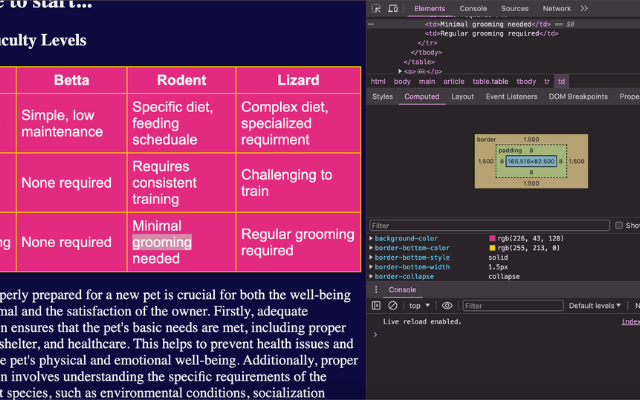 to start...
Levels
Betta
Rodent
Lizard
Simple, low
maintenance
Specific diet,
feeding
scheduale
Complex diet,
specialized
requirment
None required
Requires
consistent
training
Challenging to
train
None required
Minimal
grooming
needed
Regular grooming
required
prepared for a new pet is crucial for both the well-being
and the satisfaction of the owner. Firstly, adequate
ensures that the pet's basic needs are met, including proper
shelter, and healthcare. This helps to prevent health issues and
pet's physical and emotional well-being. Additionally, proper
involves understanding the specific requirements of the
species, such as environmental conditions, socialization
Elements
Console
Sources
Network
<td>Minimal grooming needed</td> == $0
<td>Regular grooming required</td>
</tr>
</tbody>
</table>
<p></p>
html body main article table.table tbody tr td
Styles Computed Layout Event Listeners DOM Breakpoints Prope
border 1.500
padding 8
1.500 8 165.516×82.500 8 1.500
8
1.500
Filter
Show
background-color rgb(226, 43, 128)
border-bottom-color rgb(255, 213, 0)
border-bottom-style solid
border-bottom-width 1.5px
border-collapse collapse
Console
top Filter Default levels N
Live reload enabled. index